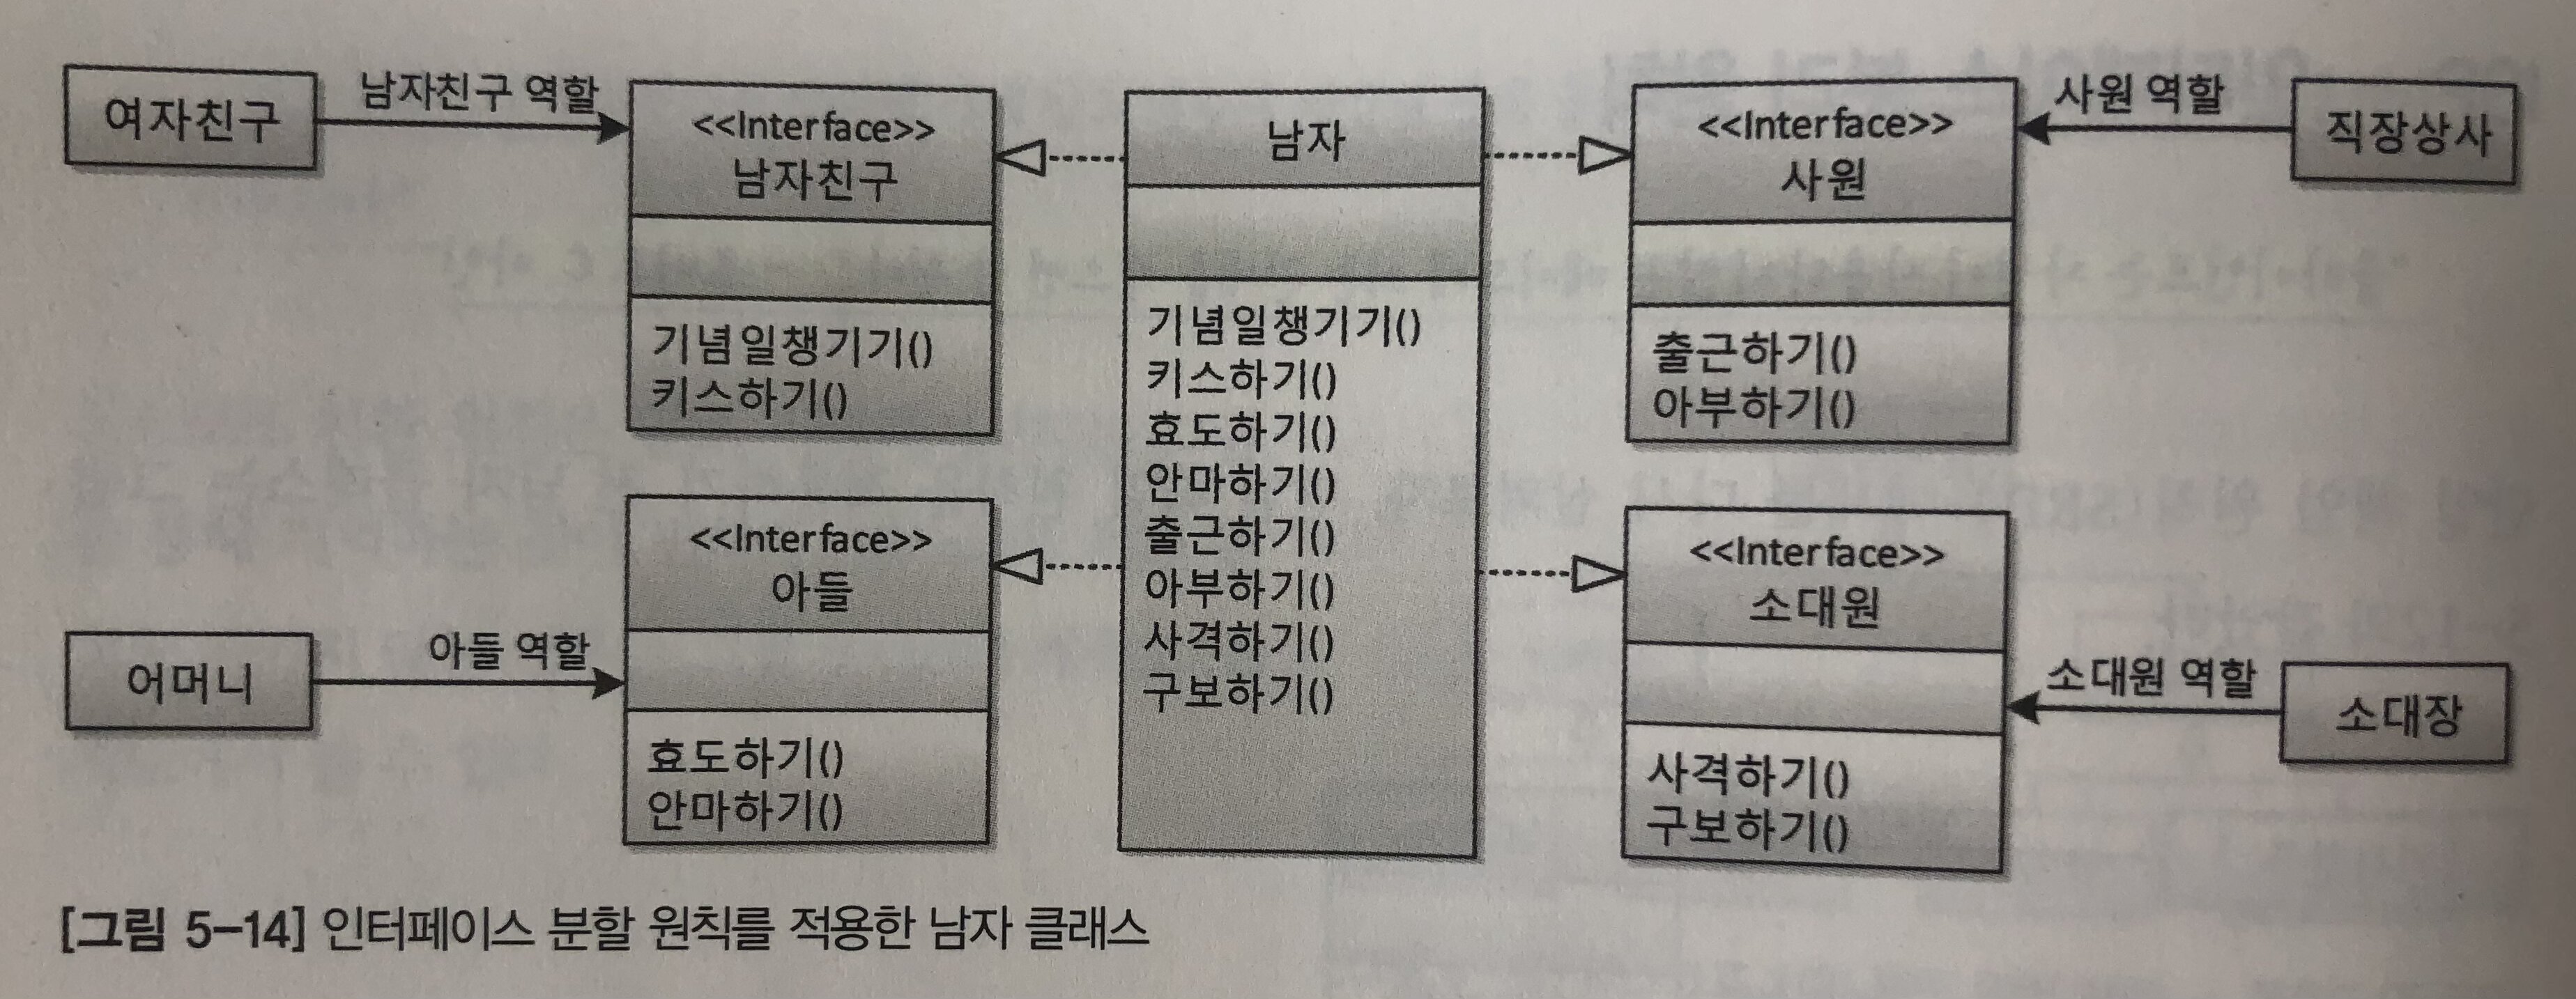 여자친구
남자친구 역할
<<Interface>>
남자친구
기념일챙기기()
키스하기()
남자
기념일챙기기()
키스하기()
효도하기()
안마하기()
출근하기()
아부하기()
사격하기()
구보하기()
<<Interface>>
사원
출근하기()
아부하기()
사원 역할
직장상사
어머니
아들 역할
<<Interface>>
아들
효도하기()
안마하기()
<<Interface>>
소대원
사격하기()
구보하기()
소대원 역할
소대장
[그림 5-14] 인터페이스 분할 원칙를 적용한 남자 클래스